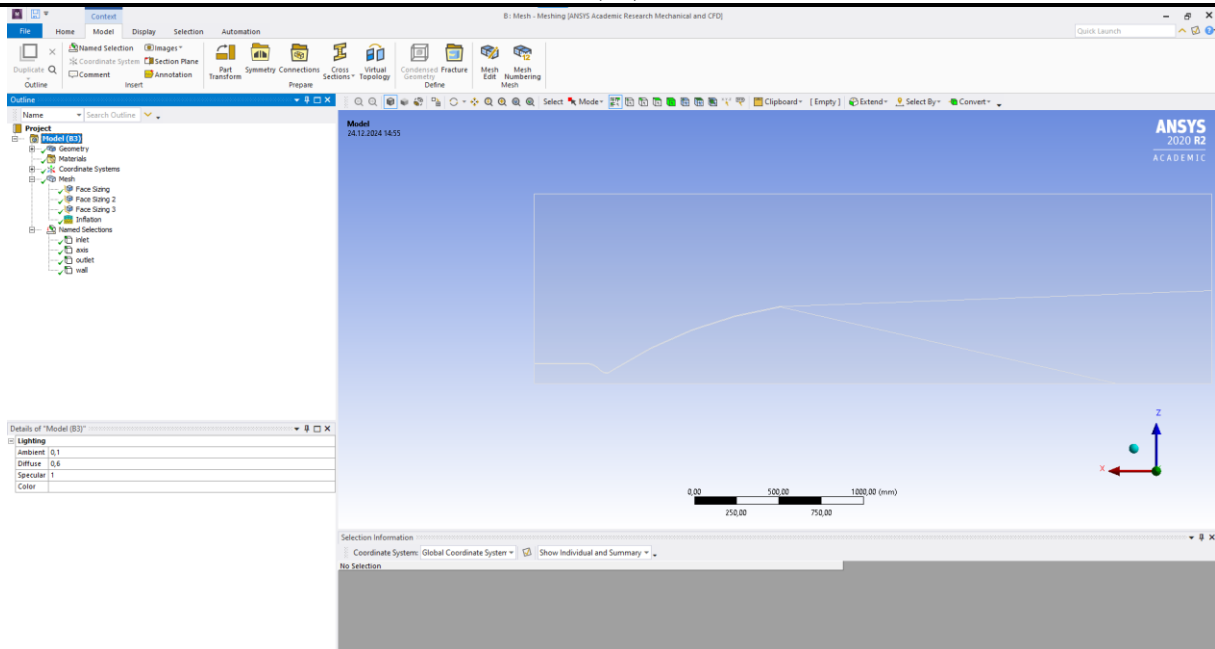 B : Mesh - Meshing [ANSYS Academic Research Mechanical and CFD]
Context
File Home Model Display Selection Automation
Quick Launch
Duplicate
Outline
Named Selection Images
Coordinate System Section Plane
Comment Annotation
Insert
Part Transform
Symmetry
Connections
Prepare
Cross Sections
Virtual Topology
Condensed Geometry
Fracture
Define
Mesh Edit
Mesh Numbering
Mesh
Outline
Name Search Outline
Project
Model (B3)
Geometry
Materials
Coordinate Systems
Mesh
Face Sizing
Face Sizing 2
Face Sizing 3
Inflation
Named Selections
inlet
axis
outlet
wall
Select Mode Clipboard [ Empty ] Extend Select By Convert
Model
24.12.2024 14:55
ANSYS
2020 R2
ACADEMIC
Z
X
0,00 500,00 1000,00 (mm)
250,00 750,00
Details of "Model (B3)"
Lighting
Ambient 0,1
Diffuse 0,6
Specular 1
Color
Selection Information
Coordinate System: Global Coordinate System Show Individual and Summary
No Selection